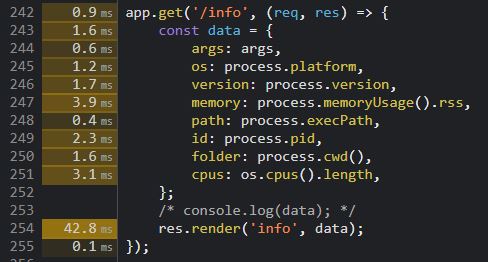 242 0.9 ms app.get('/info', (req, res) => {
243 1.6 ms     const data = {
244 0.6 ms         args: args,
245 1.2 ms         os: process.platform,
246 1.7 ms         version: process.version,
247 3.9 ms         memory: process.memoryUsage().rss,
248 0.4 ms         path: process.execPath,
249 2.3 ms         id: process.pid,
250 1.6 ms         folder: process.cwd(),
251 3.1 ms         cpus: os.cpus().length,
252     };
253     /* console.log(data); */
254 42.8 ms     res.render('info', data);
255 0.1 ms });